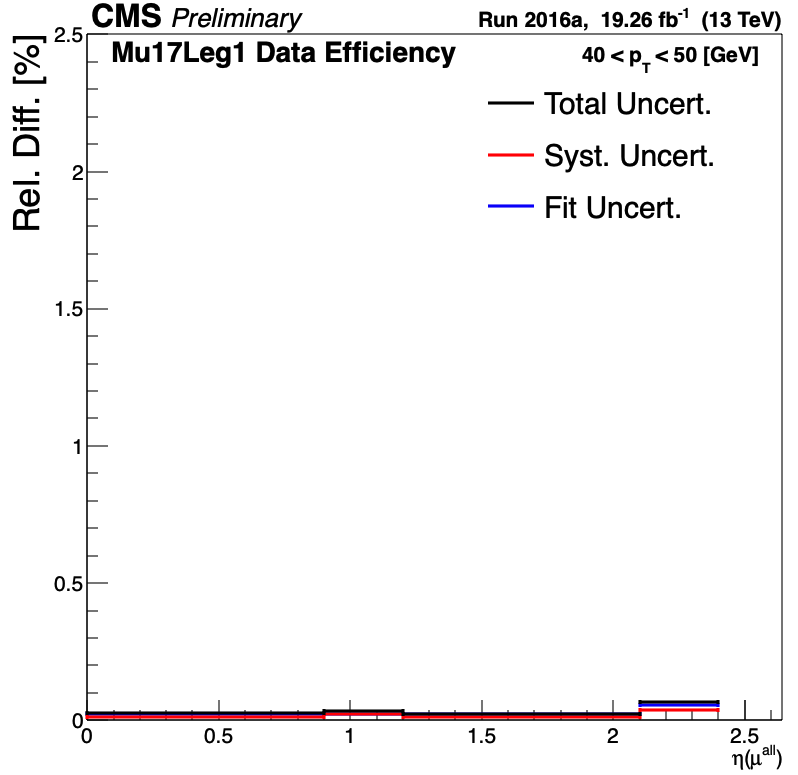 CMS Preliminary
Run 2016a, 19.26 fb⁻¹ (13 TeV)
Mu17Leg1 Data Efficiency
40 < p_T < 50 [GeV]
Total Uncert.
Syst. Uncert.
Fit Uncert.
Rel. Diff. [%]
2.5
2
1.5
1
0.5
0
0 0.5 1 1.5 2 2.5
η(μ^all)